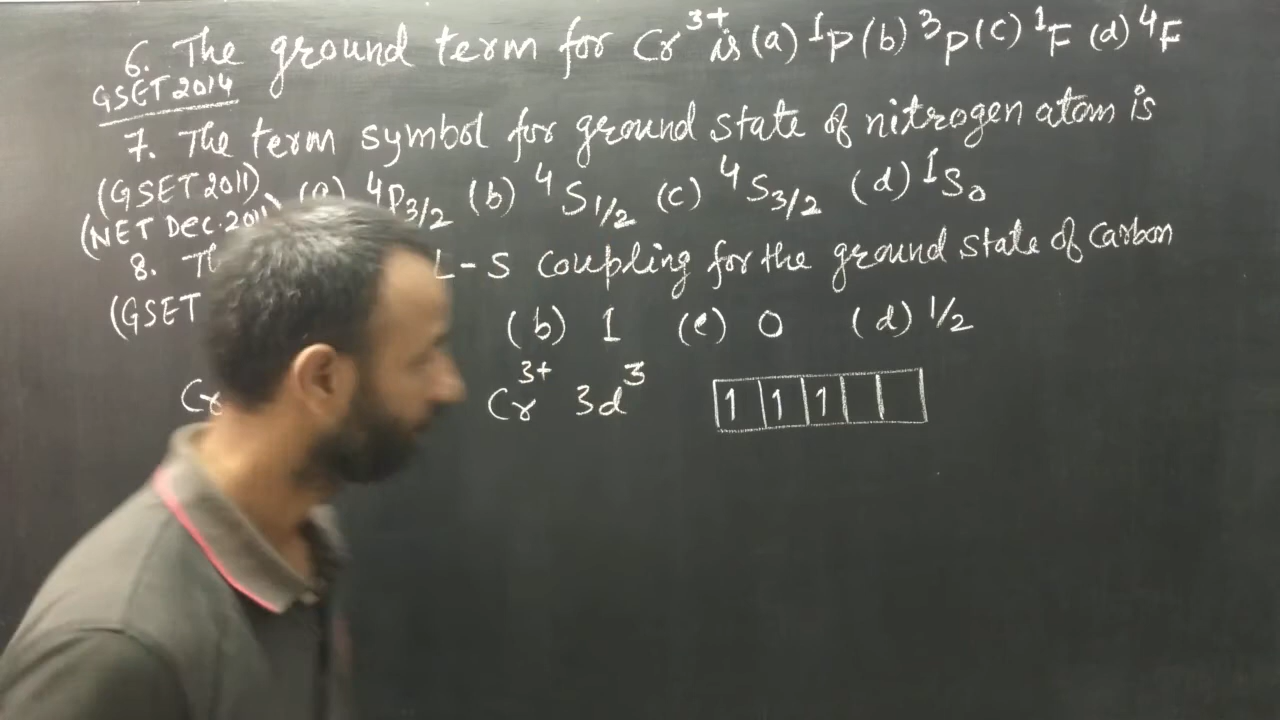 6. The ground term for Cr³⁺ is (a) ¹P (b) ³P (c) ¹F (d) ⁴F
GSET 2014
7. The term symbol for ground state of nitrogen atom is
(GSET 2011) (a) ⁴P3/2 (b) ⁴S1/2 (c) ⁴S3/2 (d) ¹S0
(NET Dec. 2011)
8. L-S coupling for the ground state of carbon
(GSET (b) 1 (c) 0 (d) 1/2
Cr³⁺ 3d³ 1 1 1